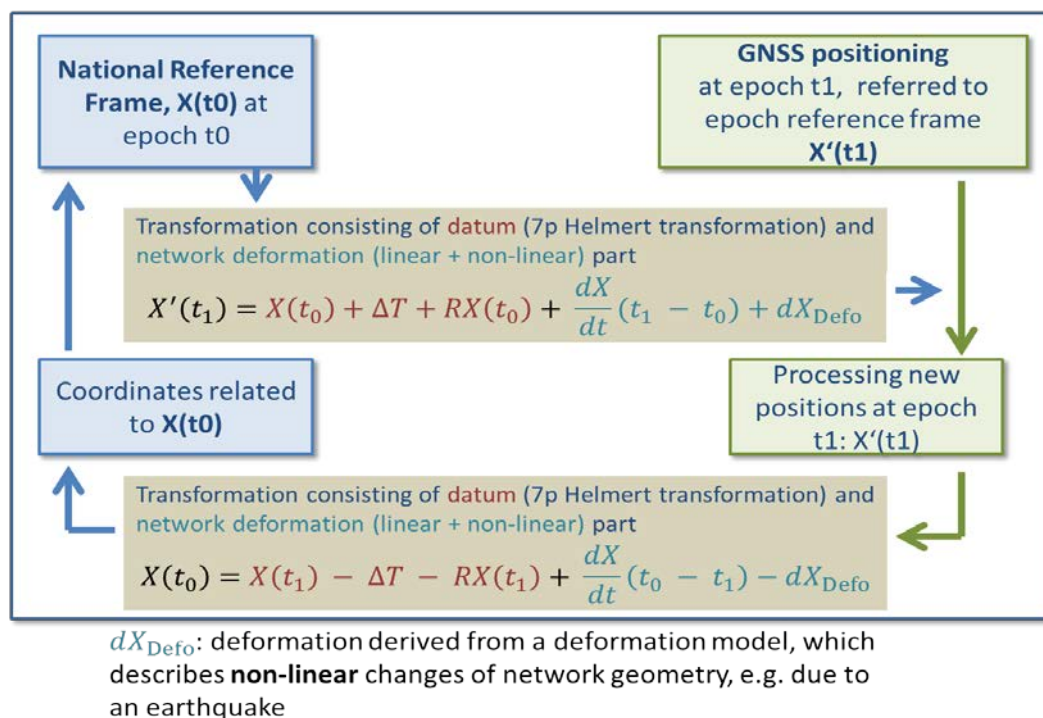 National Reference
Frame, X(t0) at
epoch t0
GNSS positioning
at epoch t1, referred to
epoch reference frame
X‘(t1)
Transformation consisting of datum (7p Helmert transformation) and
network deformation (linear + non-linear) part
X′(t₁) = X(t₀) + ΔT + RX(t₀) + dX/dt (t₁ − t₀) + dX_Defo
Coordinates related
to X(t0)
Processing new
positions at epoch
t1: X‘(t1)
Transformation consisting of datum (7p Helmert transformation) and
network deformation (linear + non-linear) part
X(t₀) = X(t₁) − ΔT − RX(t₁) + dX/dt (t₀ − t₁) − dX_Defo
dX_Defo: deformation derived from a deformation model, which
describes non-linear changes of network geometry, e.g. due to
an earthquake